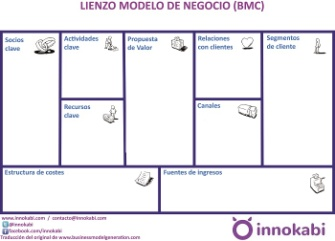 LIENZO MODELO DE NEGOCIO (BMC)
Socios
clave
Actividades
clave
Propuesta
de Valor
Relaciones
con clientes
Segmentos
de cliente
Recursos
clave
Canales
Estructura de costes
Fuentes de ingresos
www.innokabi.com / contacto@innokabi.com
@innokabi
facebook.com/innokabi
Traducción del original de www.businessmodelgeneration.com
innokabi